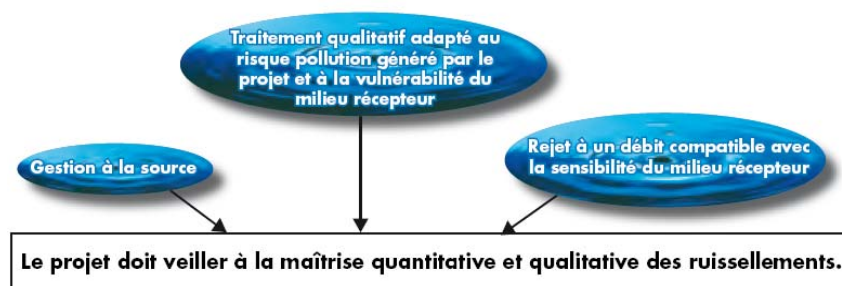 Traitement qualitatif adapté au
risque pollution généré par le
projet et à la vulnérabilité du
milieu récepteur
Gestion à la source
Rejet à un débit compatible avec
la sensibilité du milieu récepteur
Le projet doit veiller à la maîtrise quantitative et qualitative des ruissellements.